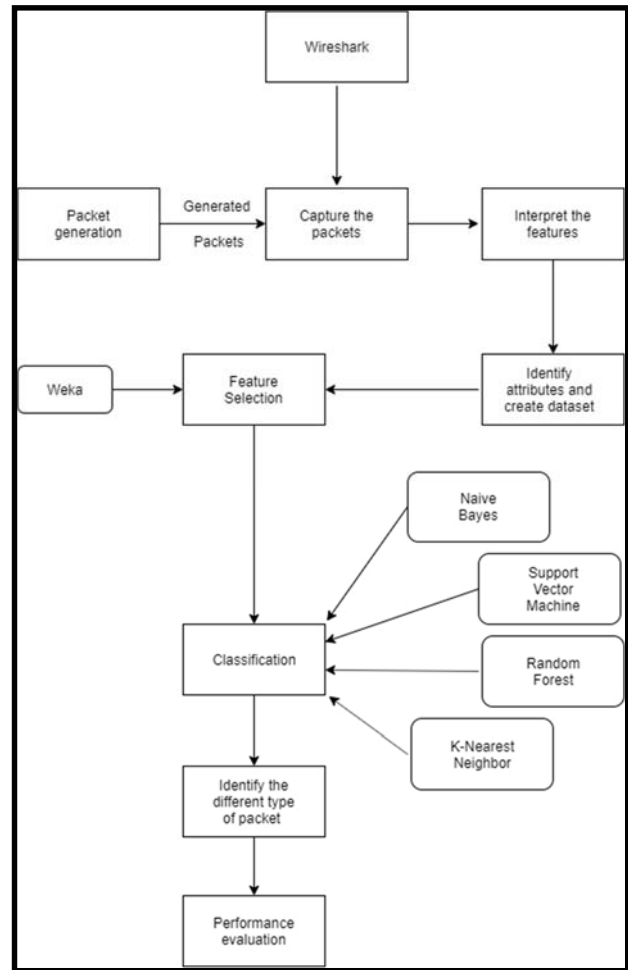 Wireshark
Generated
Packets
Packet
generation
Capture the
packets
Interpret the
features
Weka
Feature
Selection
Identify
attributes and
create dataset
Naive
Bayes
Support
Vector
Machine
Classification
Random
Forest
K-Nearest
Neighbor
Identify the
different type
of packet
Performance
evaluation